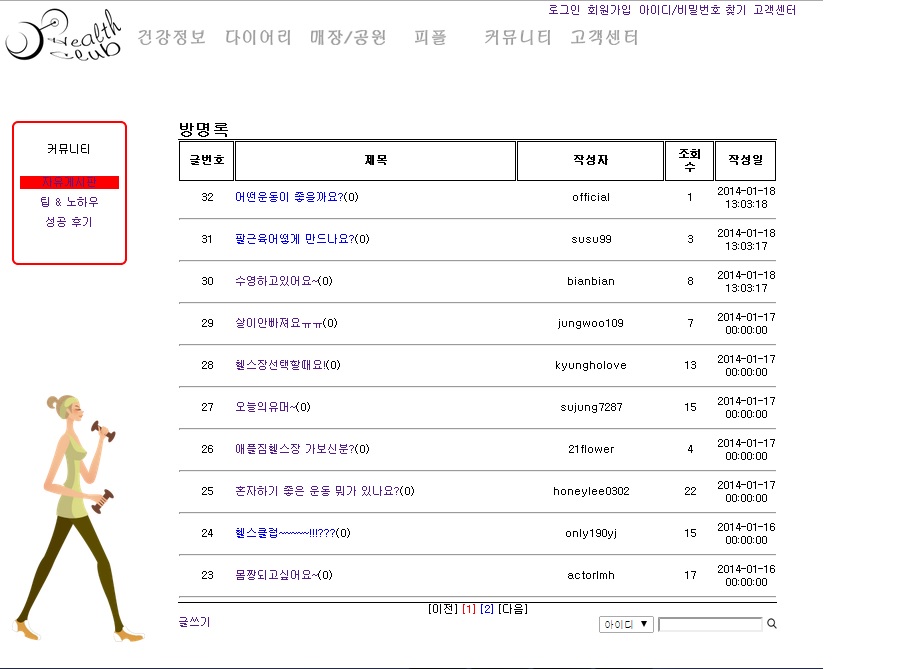 로그인 회원가입 아이디/비밀번호 찾기 고객센터
Health Club
건강정보 다이어리 매장/공원 피플 커뮤니티 고객센터
방명록
커뮤니티
자유게시판
팁 & 노하우
성공 후기
글번호 제목 작성자 조회수 작성일
32 어떤운동이 좋을까요?(0) official 1 2014-01-18 13:03:18
31 팔근육어떻게 만드나요?(0) susu99 3 2014-01-18 13:03:17
30 수영하고있어요~(0) bianbian 8 2014-01-18 13:03:17
29 살이안빠져요ㅠㅠ(0) jungwoo109 7 2014-01-17 00:00:00
28 헬스장선택할때요!(0) kyungholove 13 2014-01-17 00:00:00
27 오늘의유머~(0) sujung7287 15 2014-01-17 00:00:00
26 애플짐헬스장 가보신분?(0) 21flower 4 2014-01-17 00:00:00
25 혼자하기 좋은 운동 뭐가 있나요?(0) honeylee0302 22 2014-01-17 00:00:00
24 헬스클럽~~~~~!!!???(0) only190yj 15 2014-01-16 00:00:00
23 몸짱되고싶어요~(0) actorlmh 17 2014-01-16 00:00:00
[이전] [1] [2] [다음]
글쓰기
아이디